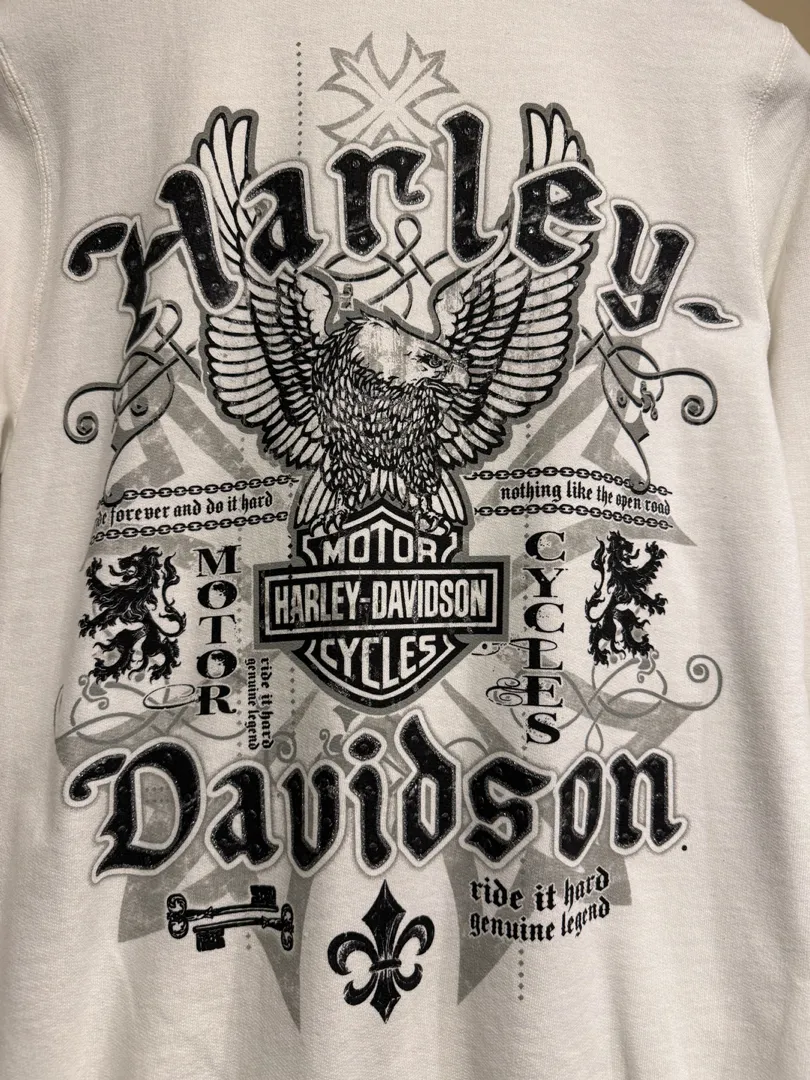 Harley-
forever and do it hard
nothing like the open road
MOTOR
CYCLES
MOTOR
HARLEY-DAVIDSON
CYCLES
ride it hard
genuine legend
Davidson.
ride it hard
genuine legend